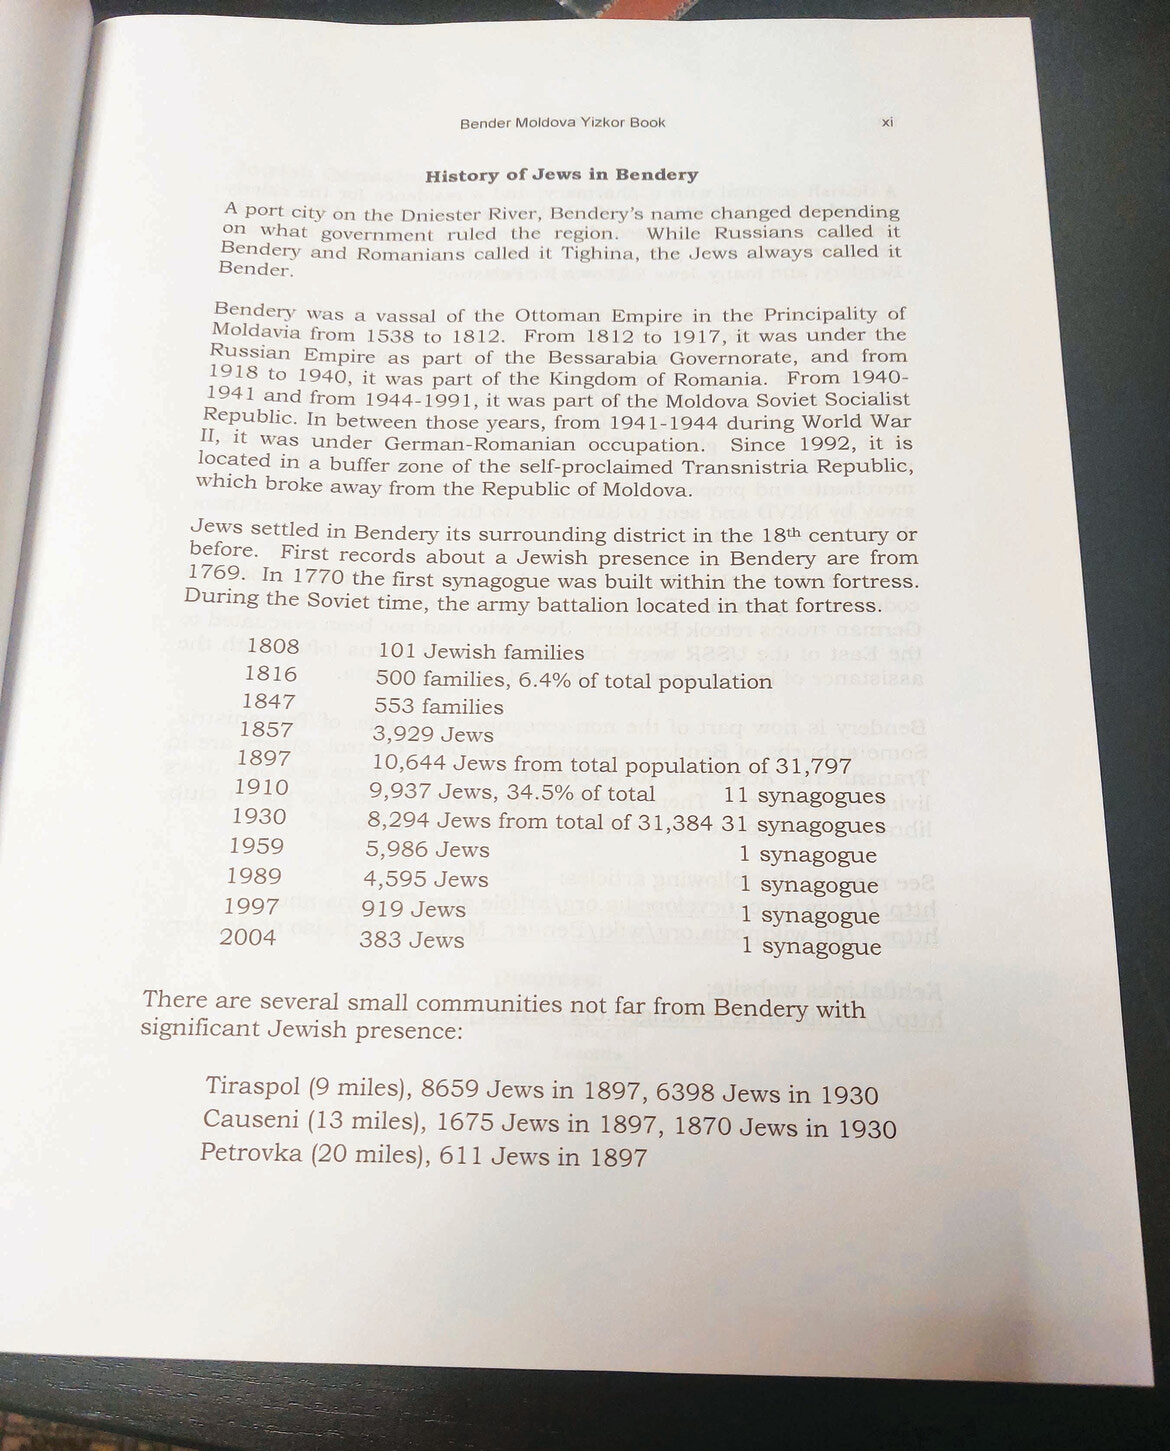 Bender Moldova Yizkor Book xi
History of Jews in Bendery
A port city on the Dniester River, Bendery's name changed depending
on what government ruled the region. While Russians called it
Bendery and Romanians called it Tighina, the Jews always called it
Bender.
Bendery was a vassal of the Ottoman Empire in the Principality of
Moldavia from 1538 to 1812. From 1812 to 1917, it was under the
Russian Empire as part of the Bessarabia Governorate, and from
1918 to 1940, it was part of the Kingdom of Romania. From 1940-
1941 and from 1944-1991, it was part of the Moldova Soviet Socialist
Republic. In between those years, from 1941-1944 during World War
II, it was under German-Romanian occupation. Since 1992, it is
located in a buffer zone of the self-proclaimed Transnistria Republic,
which broke away from the Republic of Moldova.
Jews settled in Bendery its surrounding district in the 18th century or
before. First records about a Jewish presence in Bendery are from
1769. In 1770 the first synagogue was built within the town fortress.
During the Soviet time, the army battalion located in that fortress.
1808 101 Jewish families
1816 500 families, 6.4% of total population
1847 553 families
1857 3,929 Jews
1897 10,644 Jews from total population of 31,797
1910 9,937 Jews, 34.5% of total 11 synagogues
1930 8,294 Jews from total of 31,384 31 synagogues
1959 5,986 Jews 1 synagogue
1989 4,595 Jews 1 synagogue
1997 919 Jews 1 synagogue
2004 383 Jews 1 synagogue
There are several small communities not far from Bendery with
significant Jewish presence:
Tiraspol (9 miles), 8659 Jews in 1897, 6398 Jews in 1930
Causeni (13 miles), 1675 Jews in 1897, 1870 Jews in 1930
Petrovka (20 miles), 611 Jews in 1897